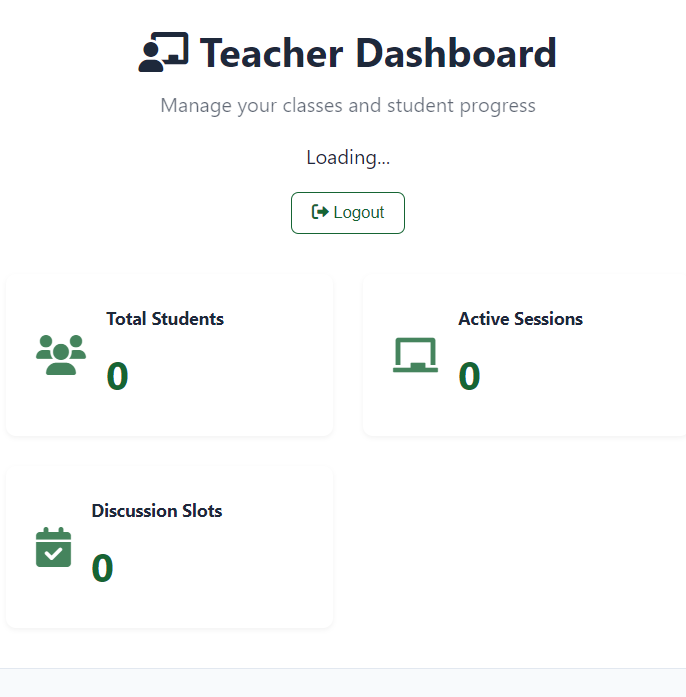 Teacher Dashboard
Manage your classes and student progress
Loading...
Logout
Total Students
0
Active Sessions
0
Discussion Slots
0